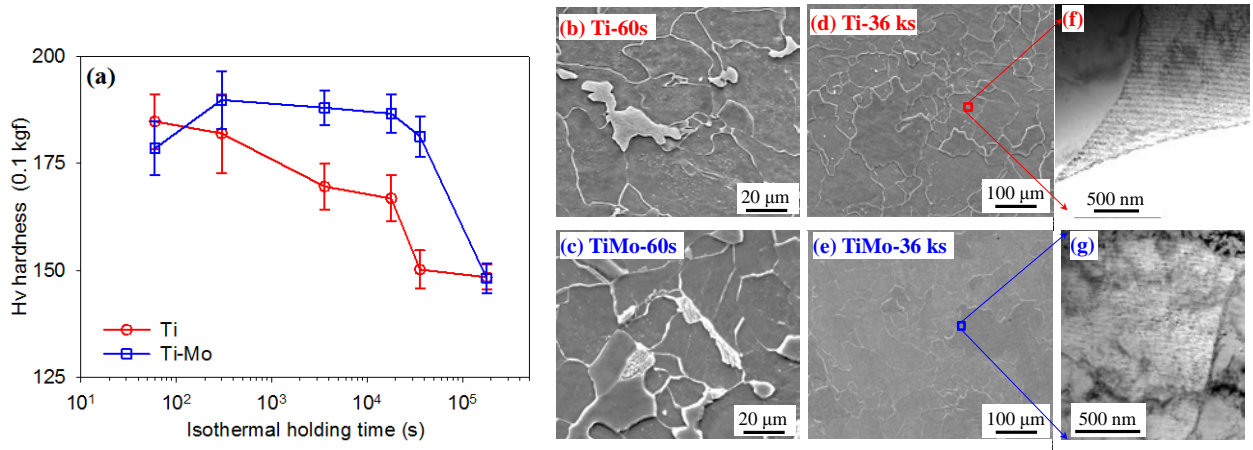 (a)
200
175
150
125
Hv hardness (0.1 kgf)
Ti
Ti-Mo
10¹ 10² 10³ 10⁴ 10⁵
Isothermal holding time (s)
(b) Ti-60s
20 μm
(d) Ti-36 ks
100 μm
(f)
500 nm
(c) TiMo-60s
20 μm
(e) TiMo-36 ks
100 μm
(g)
500 nm